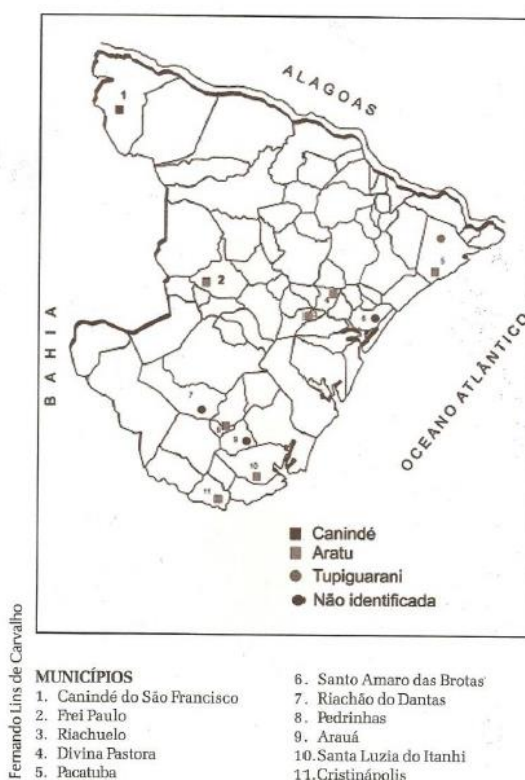 ALAGOAS
BAHIA
OCEANO ATLÂNTICO
1
2
4
5
6
7
8
9
10
11
Canindé
Aratu
Tupiguarani
Não identificada
Fernando Lins de Carvalho
MUNICÍPIOS
1. Canindé do São Francisco
2. Frei Paulo
3. Riachuelo
4. Divina Pastora
5. Pacatuba
6. Santo Amaro das Brotas
7. Riachão do Dantas
8. Pedrinhas
9. Arauá
10. Santa Luzia do Itanhi
11. Cristinápolis